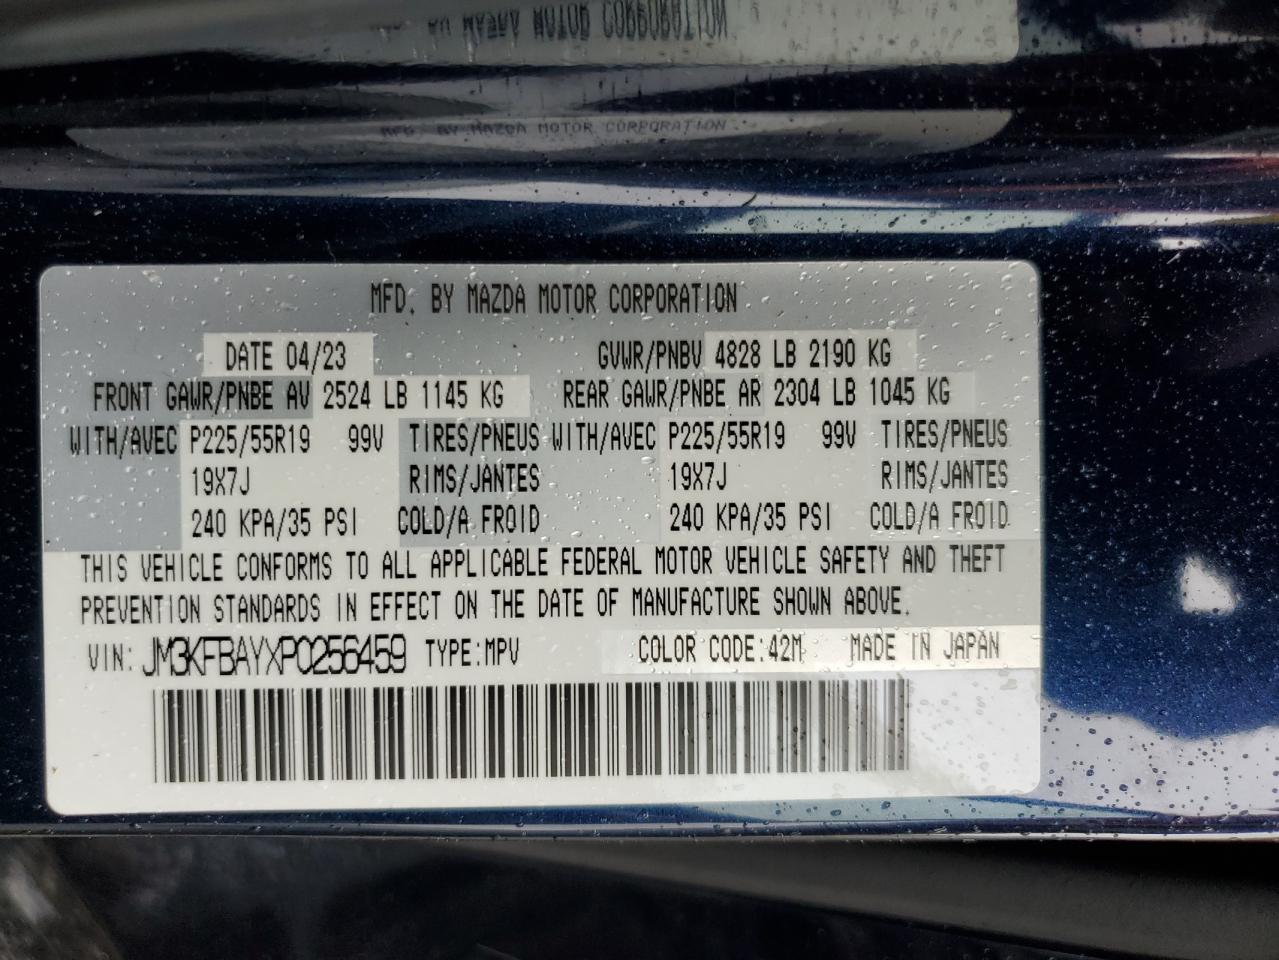 MFD. BY MAZDA MOTOR CORPORATION
MFD. BY MAZDA MOTOR CORPORATION
MFD. BY MAZDA MOTOR CORPORATION
DATE 04/23 GVWR/PNBV 4828 LB 2190 KG
FRONT GAWR/PNBE AV 2524 LB 1145 KG REAR GAWR/PNBE AR 2304 LB 1045 KG
WITH/AVEC P225/55R19 99V TIRES/PNEUS WITH/AVEC P225/55R19 99V TIRES/PNEUS
19X7J RIMS/JANTES 19X7J RIMS/JANTES
240 KPA/35 PSI COLD/A FROID 240 KPA/35 PSI COLD/A FROID
THIS VEHICLE CONFORMS TO ALL APPLICABLE FEDERAL MOTOR VEHICLE SAFETY AND THEFT
PREVENTION STANDARDS IN EFFECT ON THE DATE OF MANUFACTURE SHOWN ABOVE.
VIN: JM3KFBAYXP0256459 TYPE:MPV COLOR CODE:42M MADE IN JAPAN